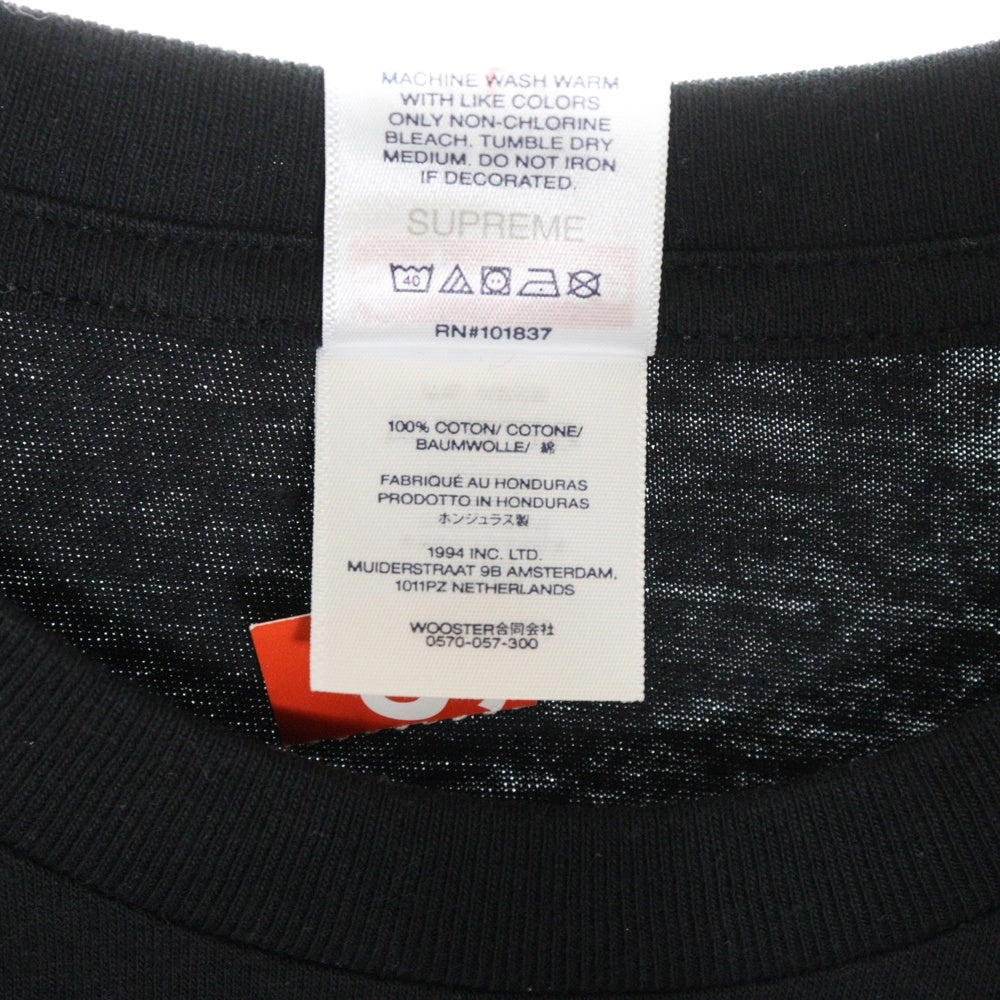 MACHINE WASH WARM
WITH LIKE COLORS
ONLY NON-CHLORINE
BLEACH. TUMBLE DRY
MEDIUM. DO NOT IRON
IF DECORATED.
SUPREME
40
RN#101837
100% COTON/ COTONE/
BAUMWOLLE/ 綿
FABRIQUÉ AU HONDURAS
PRODOTTO IN HONDURAS
ホンジュラス製
1994 INC. LTD.
MUIDERSTRAAT 9B AMSTERDAM,
1011PZ NETHERLANDS
WOOSTER合同会社
0570-057-300